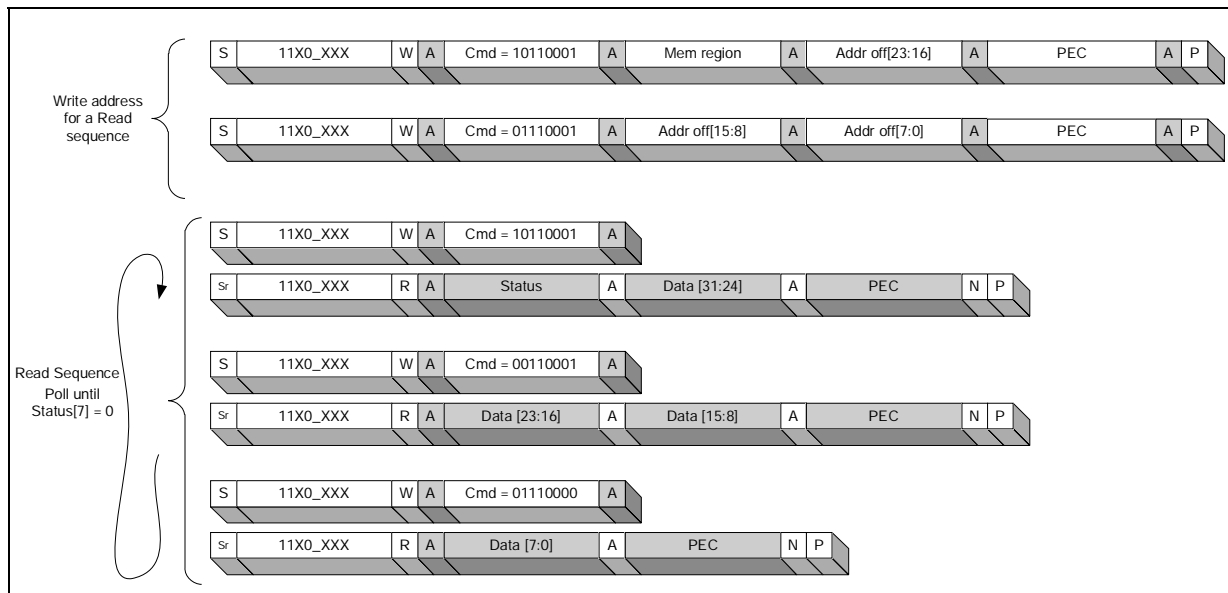 S 11X0_XXX W A Cmd = 10110001 A Mem region A Addr off[23:16] A PEC A P
Write address
for a Read
sequence
S 11X0_XXX W A Cmd = 01110001 A Addr off[15:8] A Addr off[7:0] A PEC A P
S 11X0_XXX W A Cmd = 10110001 A
Sr 11X0_XXX R A Status A Data [31:24] A PEC N P
Read Sequence
Poll until
Status[7] = 0
S 11X0_XXX W A Cmd = 00110001 A
Sr 11X0_XXX R A Data [23:16] A Data [15:8] A PEC N P
S 11X0_XXX W A Cmd = 01110000 A
Sr 11X0_XXX R A Data [7:0] A PEC N P